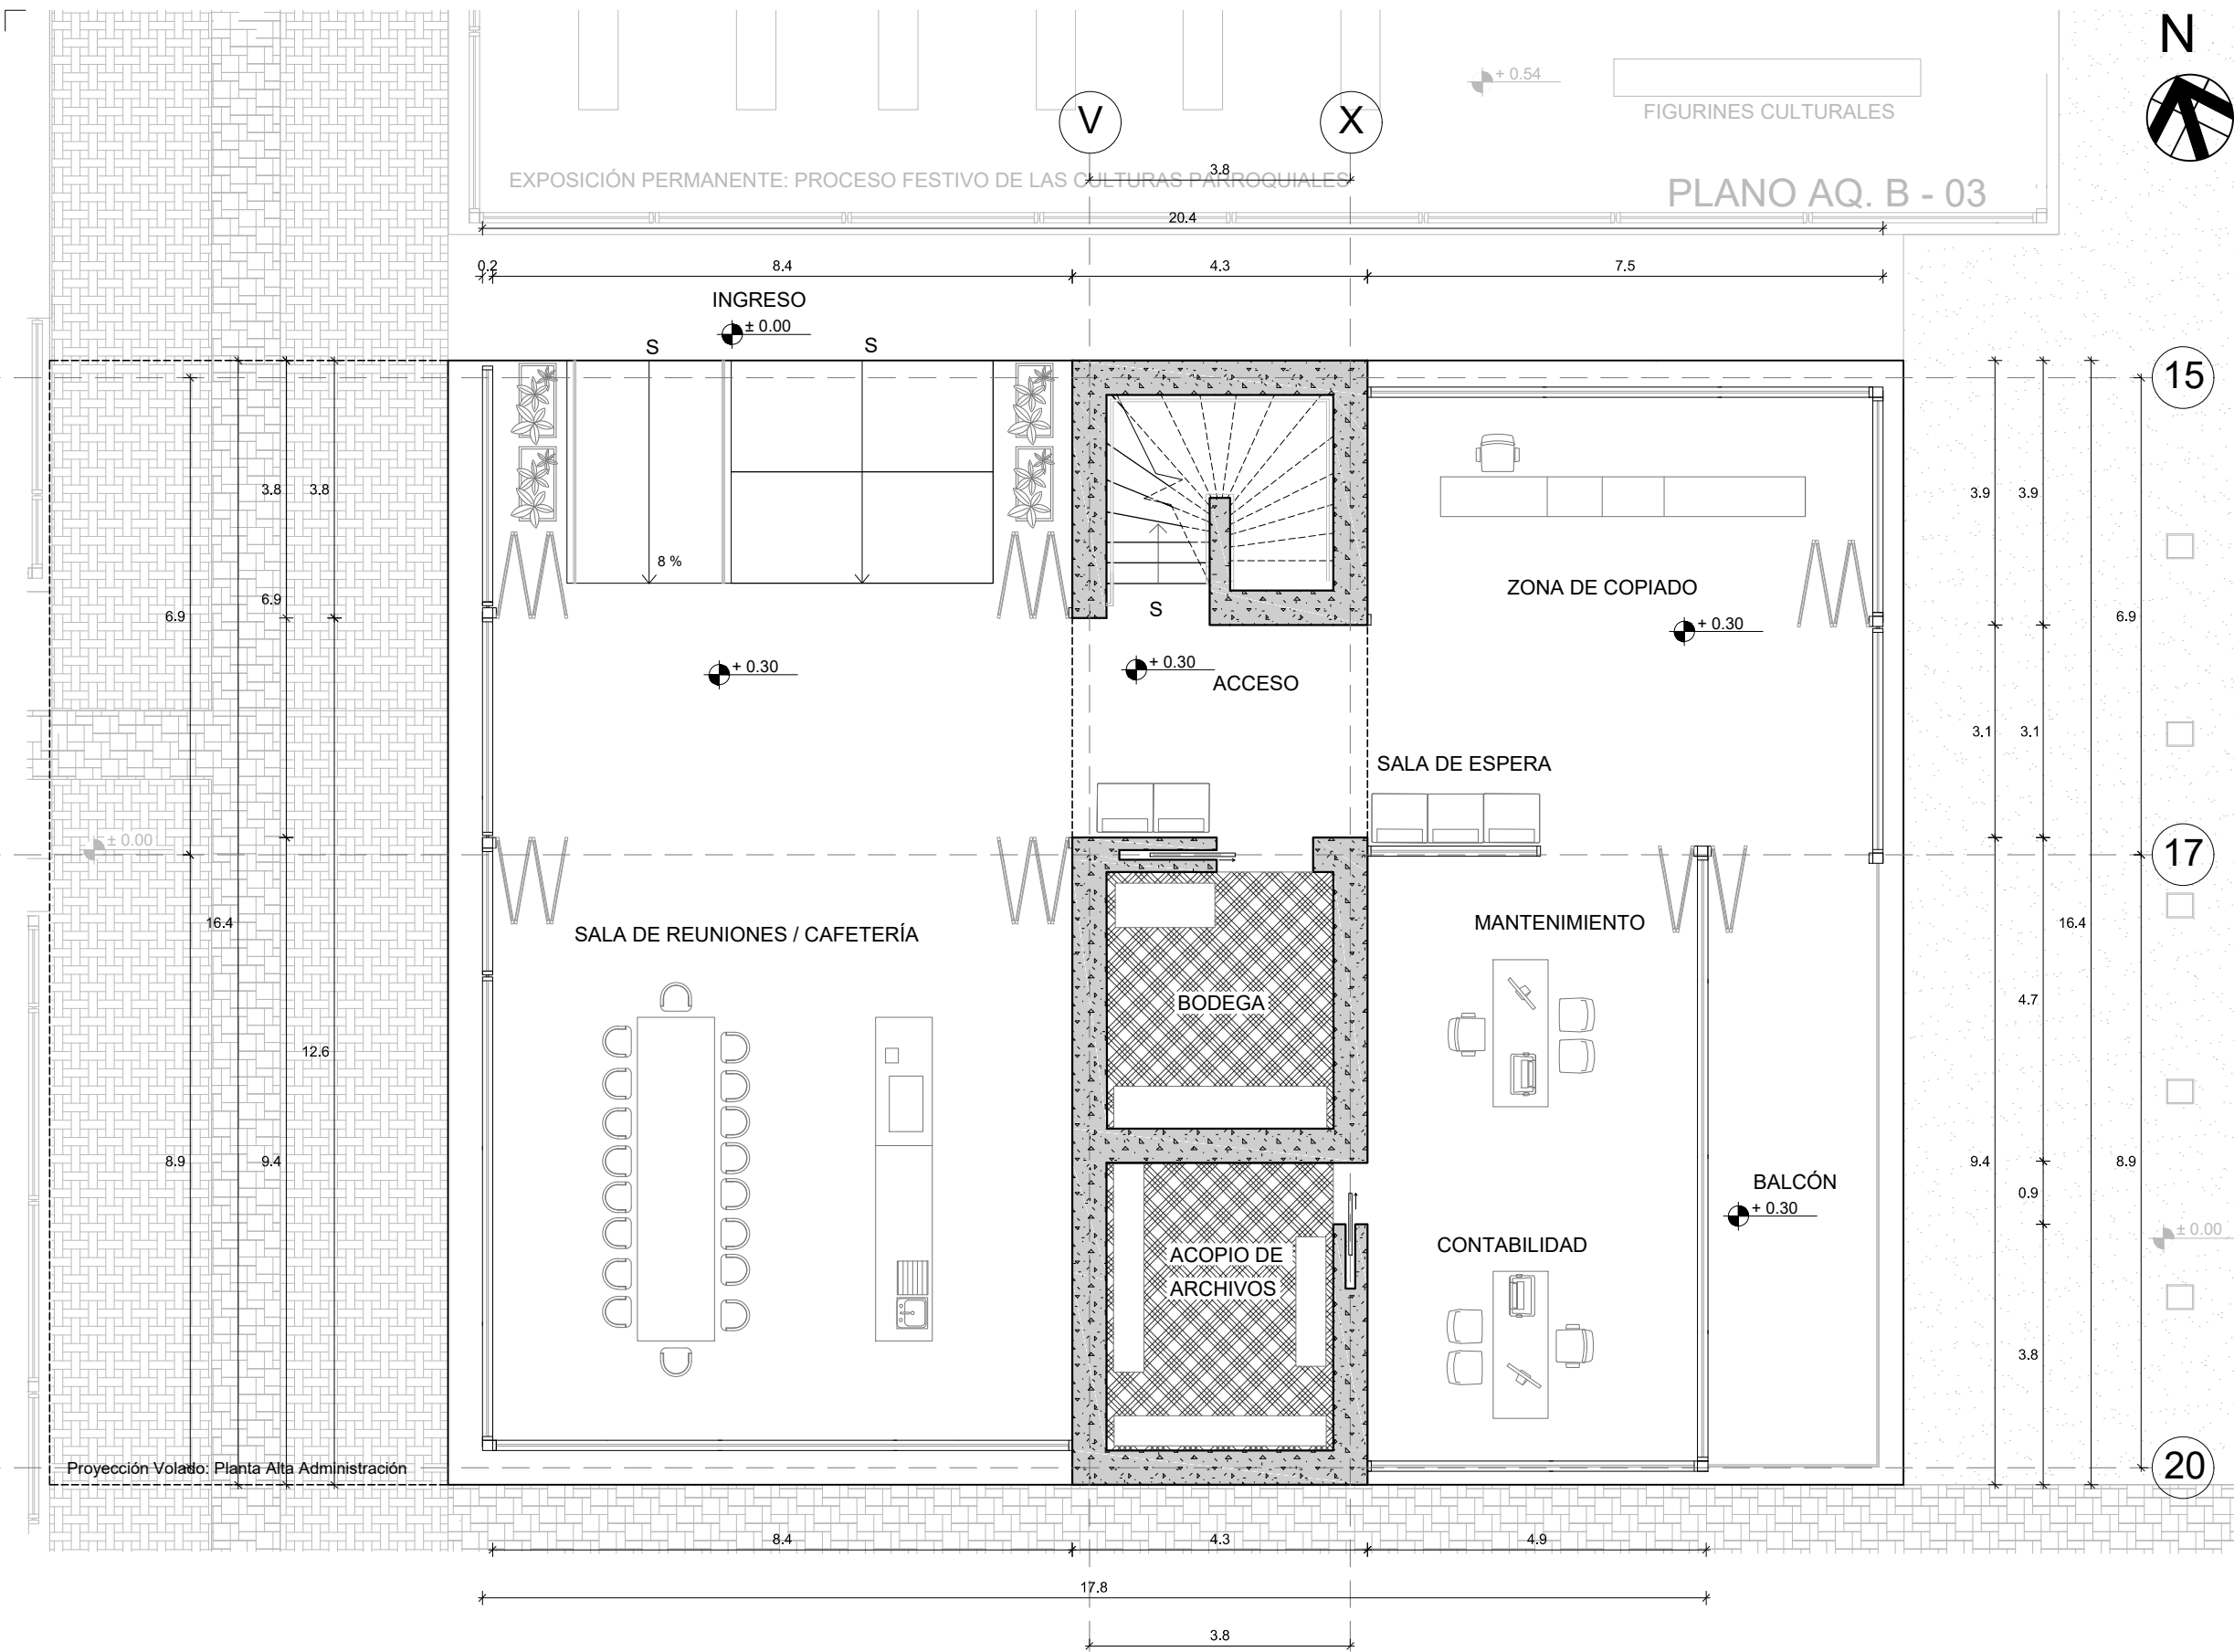 N
+ 0.54
FIGURINES CULTURALES
V
X
3.8
EXPOSICIÓN PERMANENTE: PROCESO FESTIVO DE LAS CULTURAS PARROQUIALES
PLANO AQ. B - 03
20.4
0.2
8.4
4.3
7.5
INGRESO
± 0.00
S
S
15
3.8
3.8
3.9
3.9
8 %
ZONA DE COPIADO
6.9
6.9
S
+ 0.30
6.9
+ 0.30
+ 0.30
ACCESO
3.1
3.1
SALA DE ESPERA
± 0.00
17
16.4
SALA DE REUNIONES / CAFETERÍA
MANTENIMIENTO
16.4
BODEGA
4.7
12.6
8.9
9.4
9.4
8.9
BALCÓN
0.9
+ 0.30
± 0.00
CONTABILIDAD
ACOPIO DE
ARCHIVOS
3.8
Proyección Volado: Planta Alta Administración
20
8.4
4.3
4.9
17.8
3.8